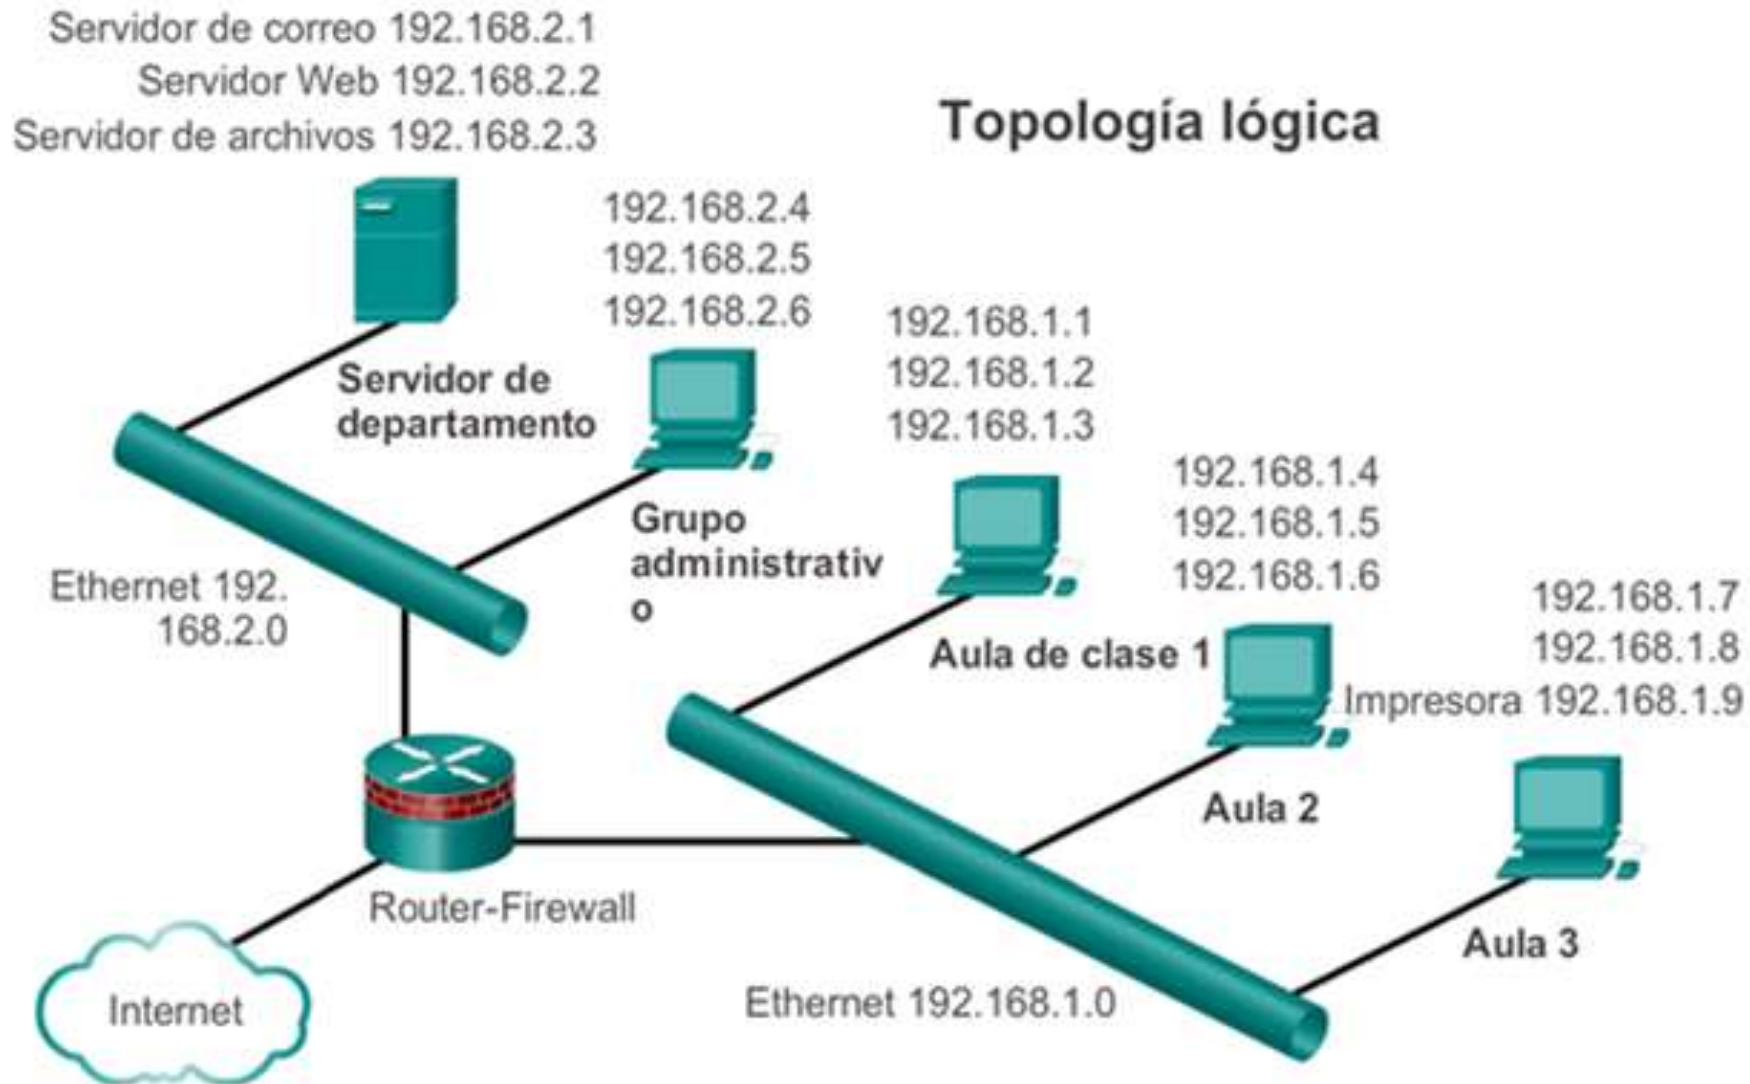 Servidor de correo 192.168.2.1
Servidor Web 192.168.2.2
Servidor de archivos 192.168.2.3
Topología lógica
192.168.2.4
192.168.2.5
192.168.2.6
Servidor de
departamento
192.168.1.1
192.168.1.2
192.168.1.3
Grupo
administrativ
o
192.168.1.4
192.168.1.5
192.168.1.6
Ethernet 192.
168.2.0
Aula de clase 1
192.168.1.7
192.168.1.8
Impresora 192.168.1.9
Aula 2
Router-Firewall
Aula 3
Internet
Ethernet 192.168.1.0